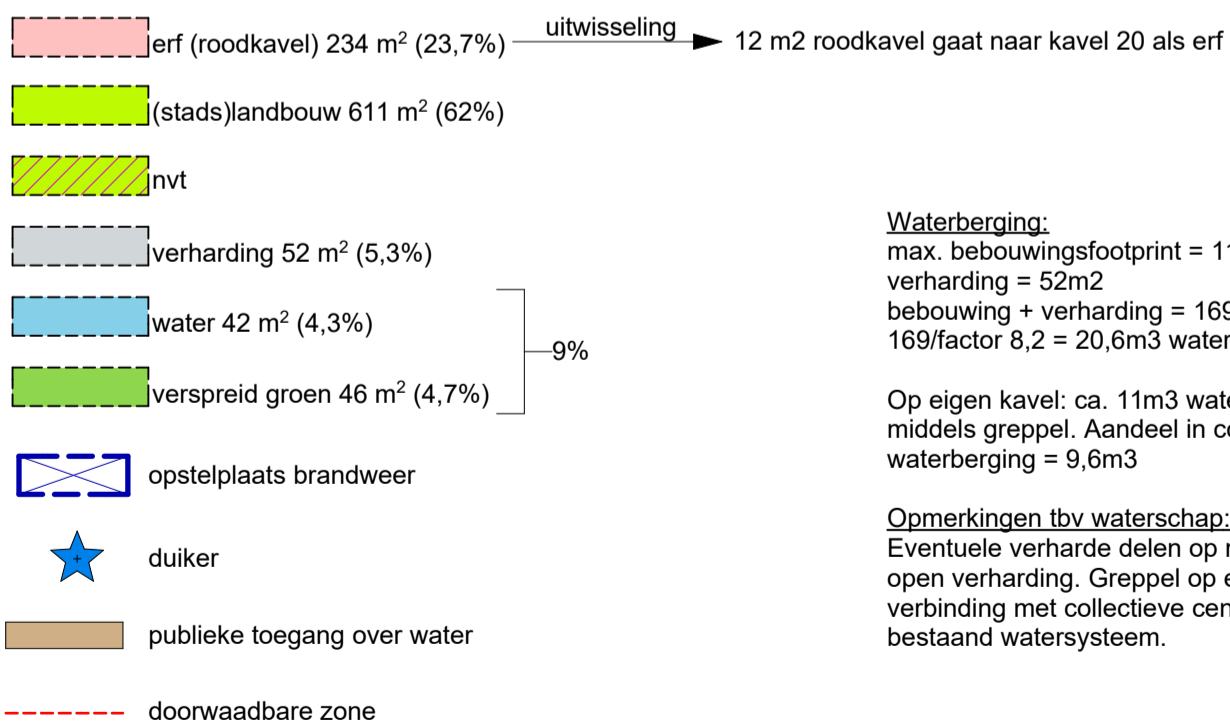 erf (roodkavel) 234 m² (23,7%)
uitwisseling
12 m2 roodkavel gaat naar kavel 20 als erf
(stads)landbouw 611 m² (62%)
nvt
verharding 52 m² (5,3%)
water 42 m² (4,3%)
9%
verspreid groen 46 m² (4,7%)
opstelplaats brandweer
duiker
publieke toegang over water
doorwaadbare zone
Waterberging:
max. bebouwingsfootprint =
verharding = 52m2
bebouwing + verharding = 169
169/factor 8,2 = 20,6m3 water
Op eigen kavel: ca. 11m3
middels greppel. Aandeel in
waterberging = 9,6m3
Opmerkingen tbv waterschap:
Eventuele verharde delen op
open verharding. Greppel op
verbinding met collectieve
bestaand watersysteem.